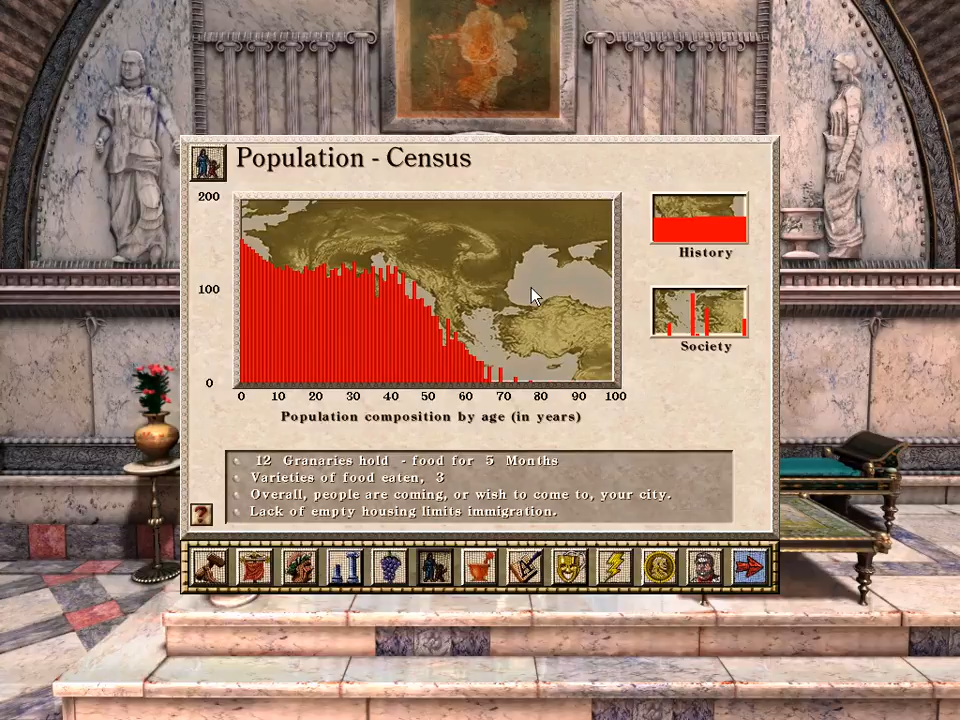 Population - Census
200
100
0
0 10 20 30 40 50 60 70 80 90 100
Population composition by age (in years)
History
Society
12 Granaries hold - food for 5 Months
Varieties of food eaten, 3
Overall, people are coming, or wish to come to, your city.
Lack of empty housing limits immigration.
?